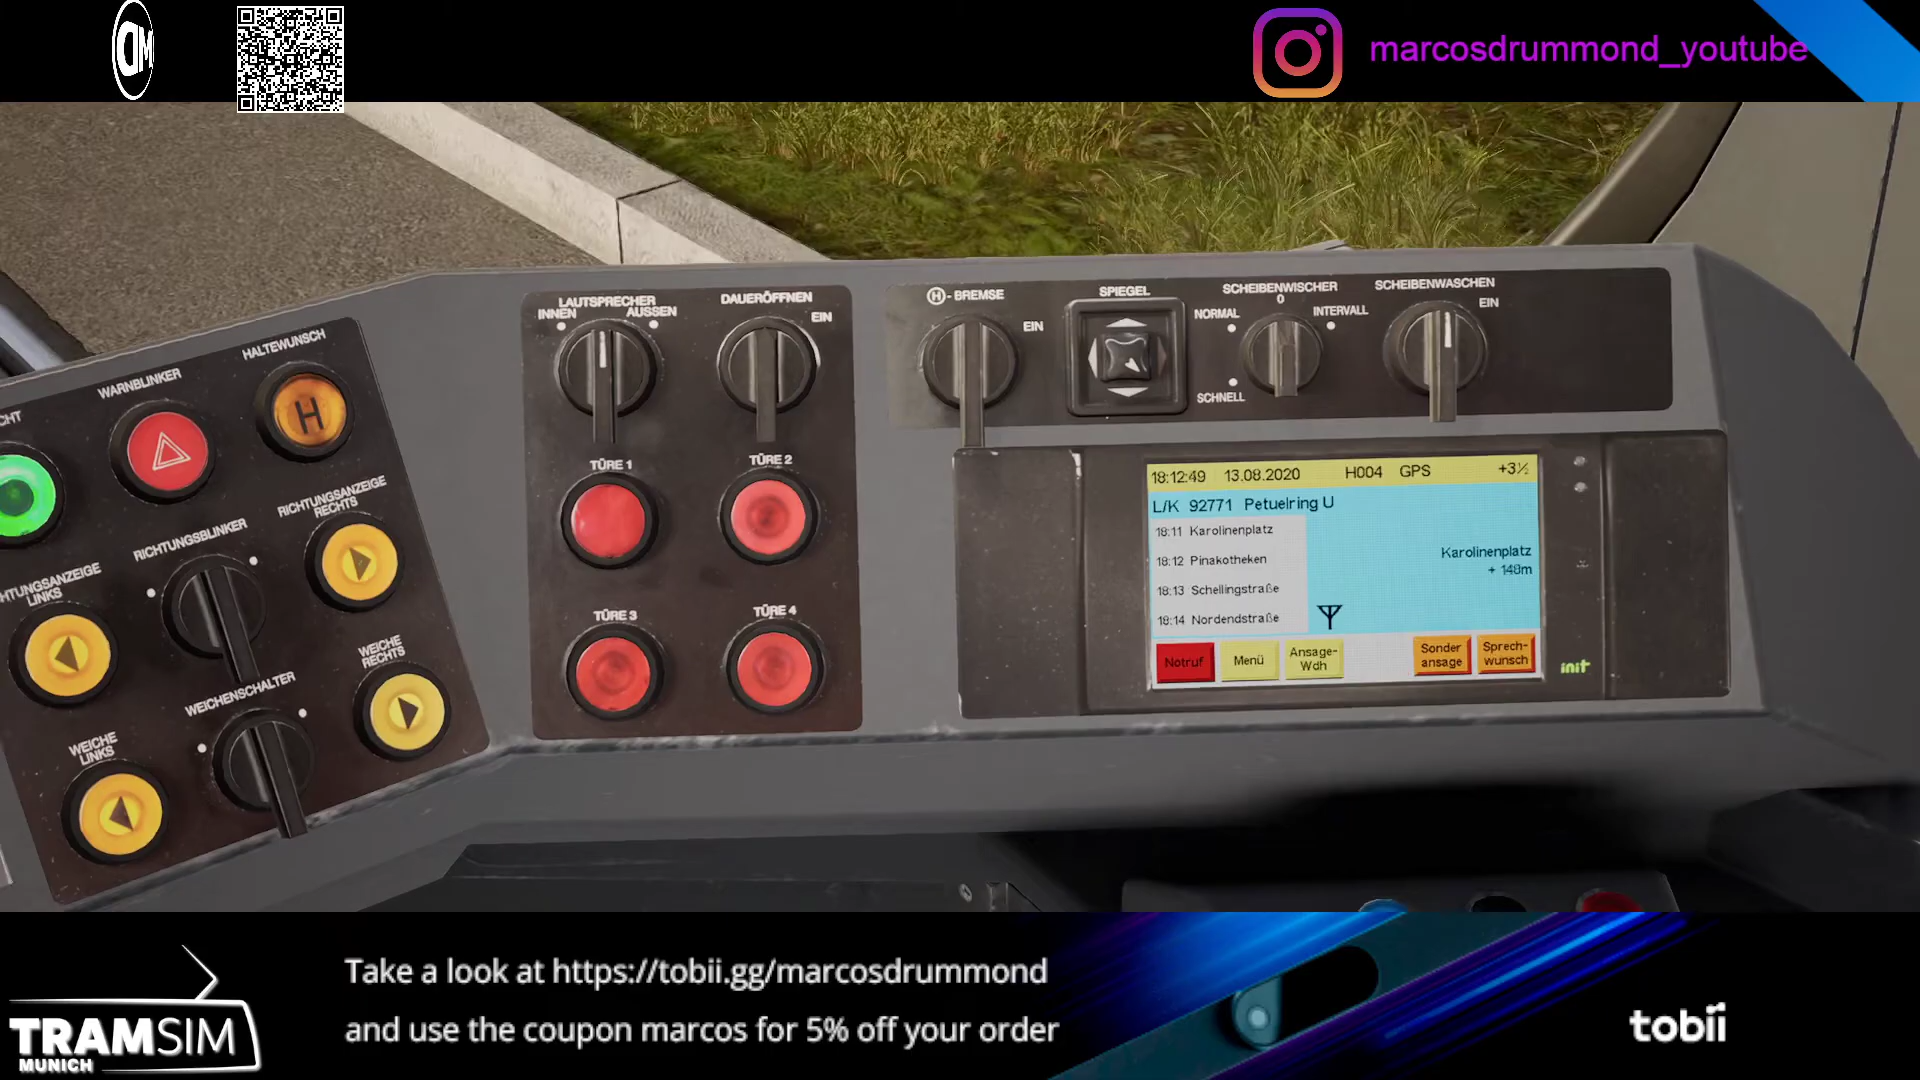 DM
marcosdrummond_youtube
LAUTSPRECHER
INNEN
AUSSEN
DAUERÖFFNEN
EIN
H - BREMSE
EIN
SPIEGEL
SCHEIBENWISCHER
0
NORMAL
INTERVALL
SCHNELL
SCHEIBENWASCHEN
EIN
HALTEWUNSCH
H
WARNBLINKER
RICHTUNGSANZEIGE
RECHTS
RICHTUNGSBLINKER
LINKS
WEICHE
RECHTS
WEICHENSCHALTER
WEICHE
LINKS
TÜRE 1
TÜRE 2
TÜRE 3
TÜRE 4
18:12:49 13.08.2020 H004 GPS +3½
L/K 92771 Petuelring U
18:11 Karolinenplatz
18:12 Pinakotheken
18:13 Schellingstraße
18:14 Nordendstraße
Karolinenplatz
+ 148m
Notruf
Menü
Ansage-
Wdh
Sonder
ansage
Sprech-
wunsch
init
TRAMSIM
MUNICH
Take a look at https://tobii.gg/marcosdrummond
and use the coupon marcos for 5% off your order
tobii